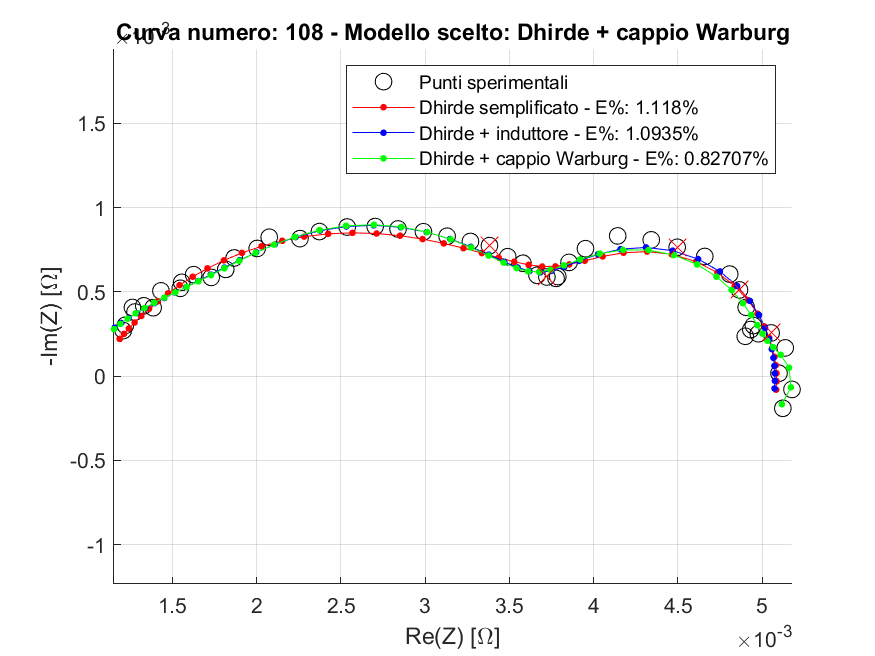 Curva numero: 108 - Modello scelto: Dhirde + cappio Warburg
×10⁻³
Punti sperimentali
Dhirde semplificato - E%: 1.118%
Dhirde + induttore - E%: 1.0935%
Dhirde + cappio Warburg - E%: 0.82707%
1.5
1
0.5
0
-0.5
-1
-Im(Z) [Ω]
1.5 2 2.5 3 3.5 4 4.5 5
Re(Z) [Ω]
×10⁻³